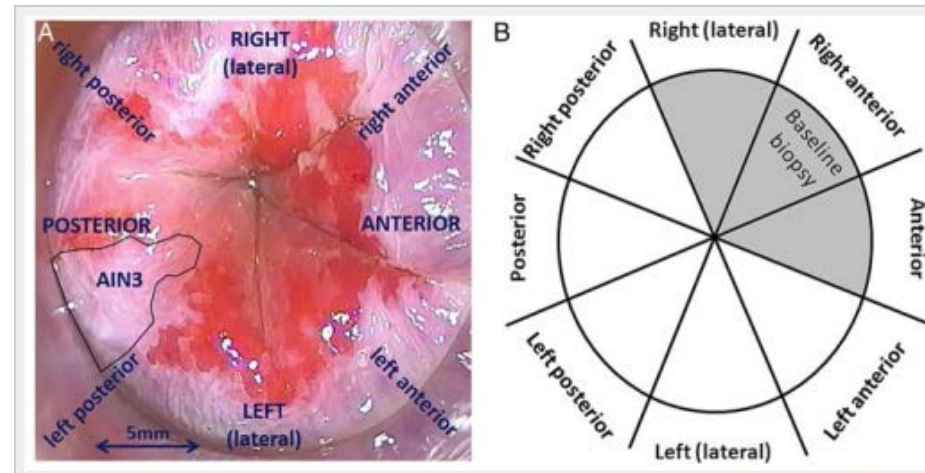 A
RIGHT
(lateral)
right posterior
right anterior
POSTERIOR
ANTERIOR
AIN3
left posterior
left anterior
LEFT
(lateral)
5mm
B
Right (lateral)
Right posterior
Right anterior
Baseline
biopsy
Posterior
Anterior
Left posterior
Left anterior
Left (lateral)